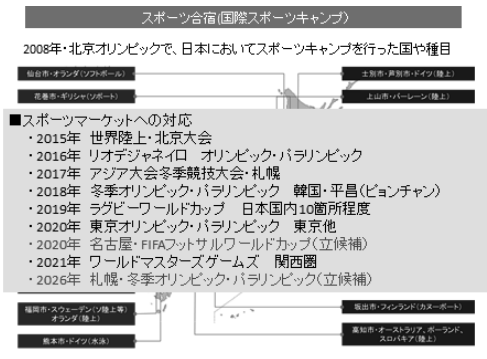 スポーツ合宿(国際スポーツキャンプ)
2008年・北京オリンピックで、日本においてスポーツキャンプを行った国や種目
仙台市・オランダ(ソフトボール)
士別市・芦別市・ドイツ(陸上)
花巻市・ギリシャ(ソボート)
上山市・バーレーン(陸上)
■スポーツマーケットへの対応
・2015年 世界陸上・北京大会
・2016年 リオデジャネイロ オリンピック・パラリンピック
・2017年 アジア大会冬季競技大会・札幌
・2018年 冬季オリンピック・パラリンピック 韓国・平昌(ピョンチャン)
・2019年 ラグビーワールドカップ 日本国内10箇所程度
・2020年 東京オリンピック・パラリンピック 東京他
・2020年 名古屋・FIFAフットサルワールドカップ(立候補)
・2021年 ワールドマスターズゲームズ 関西圏
・2026年 札幌・冬季オリンピック・パラリンピック(立候補)
福岡市・スウェーデン(ソ陸上等)
オランダ(陸上)
坂出市・フィンランド(カヌーボート)
熊本市・ドイツ(水泳)
高知市・オーストラリア、ポーランド、
スロバキア(陸上)